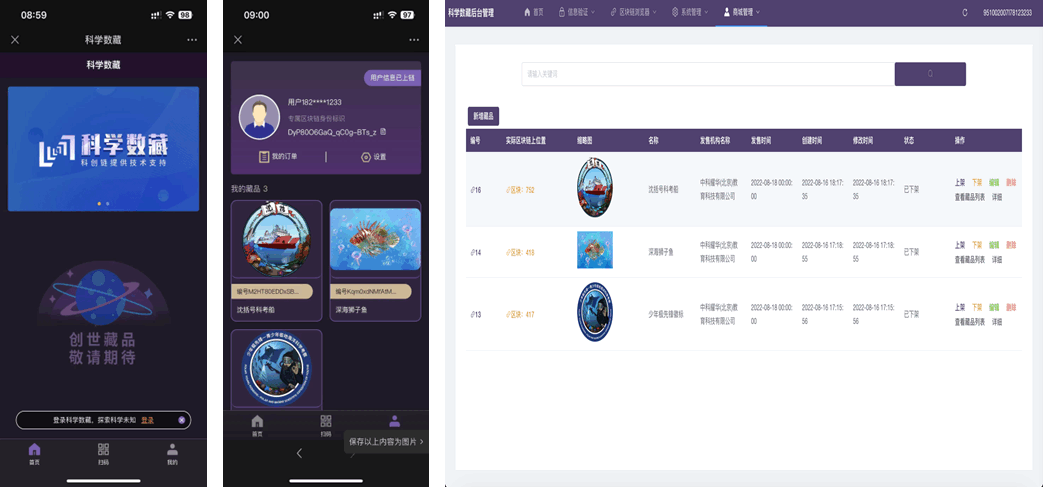 08:59
98
科学数藏
科学数藏
科学数藏
科创链提供技术支持
创世藏品
敬请期待
登录科学数藏，探索科学未知 登录
首页
扫码
我的
09:00
97
用户信息已上链
用户182****1233
专属区块链身份标识
DyP80O6GaQ_qC0g-BTs_z
我的订单
设置
我的藏品 3
编号M2HT80EDDsSB...
沈括号科考船
编号Kqm0xdNMfAtM...
深海狮子鱼
首页
扫码
保存以上内容为图片
科学数藏后台管理
首页
信息验证
区块链浏览器
系统管理
商城管理
951002007I78123233
请输入关键词
新增藏品
编号 实际区块链上位置 缩略图 名称 发售机构名称 发售时间 创建时间 修改时间 状态 操作
16 区块：752 沈括号科考船 中科耀华(北京)教育科技有限公司 2022-08-18 00:00:00 2022-08-16 18:17:35 2022-08-16 18:17:35 已下架 上架 下架 编辑 删除
查看藏品列表 详细
14 区块：418 深海狮子鱼 中科耀华(北京)教育科技有限公司 2022-08-18 00:00:00 2022-08-16 17:18:55 2022-08-16 17:18:55 已下架 上架 下架 编辑 删除
查看藏品列表 详细
13 区块：417 少年极先锋徽标 中科耀华(北京)教育科技有限公司 2022-08-18 00:00:00 2022-08-16 17:15:56 2022-08-16 17:15:56 已下架 上架 下架 编辑 删除
查看藏品列表 详细